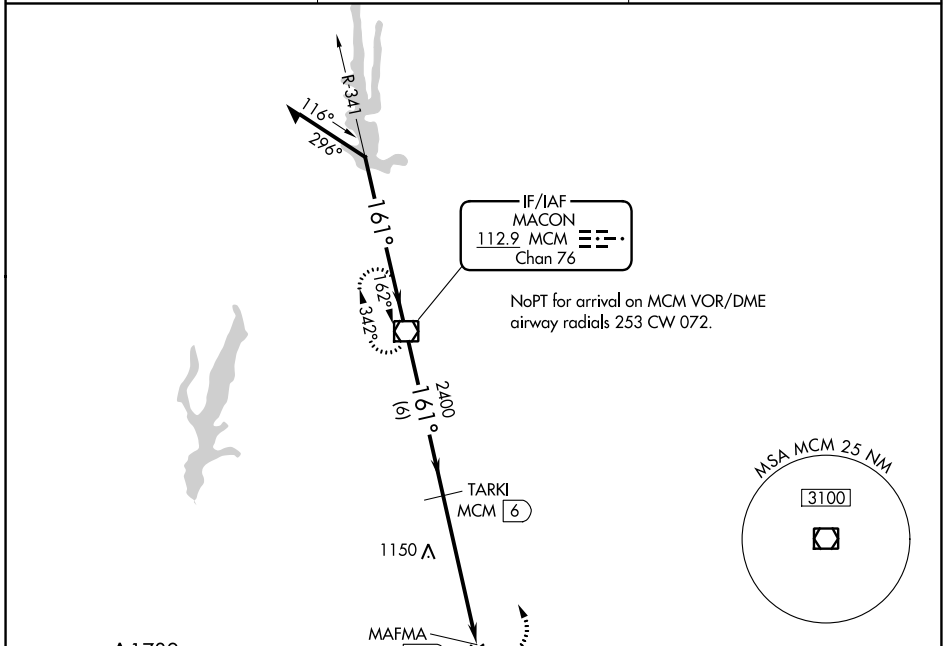 R-341
116°
296°
161°
IF/IAF
MACON
112.9 MCM
Chan 76
162°
342°
NoPT for arrival on MCM VOR/DME
airway radials 253 CW 072.
2400
161°
(6)
MSA MCM 25 NM
3100
TARKI
MCM 6
1150
MAFMA